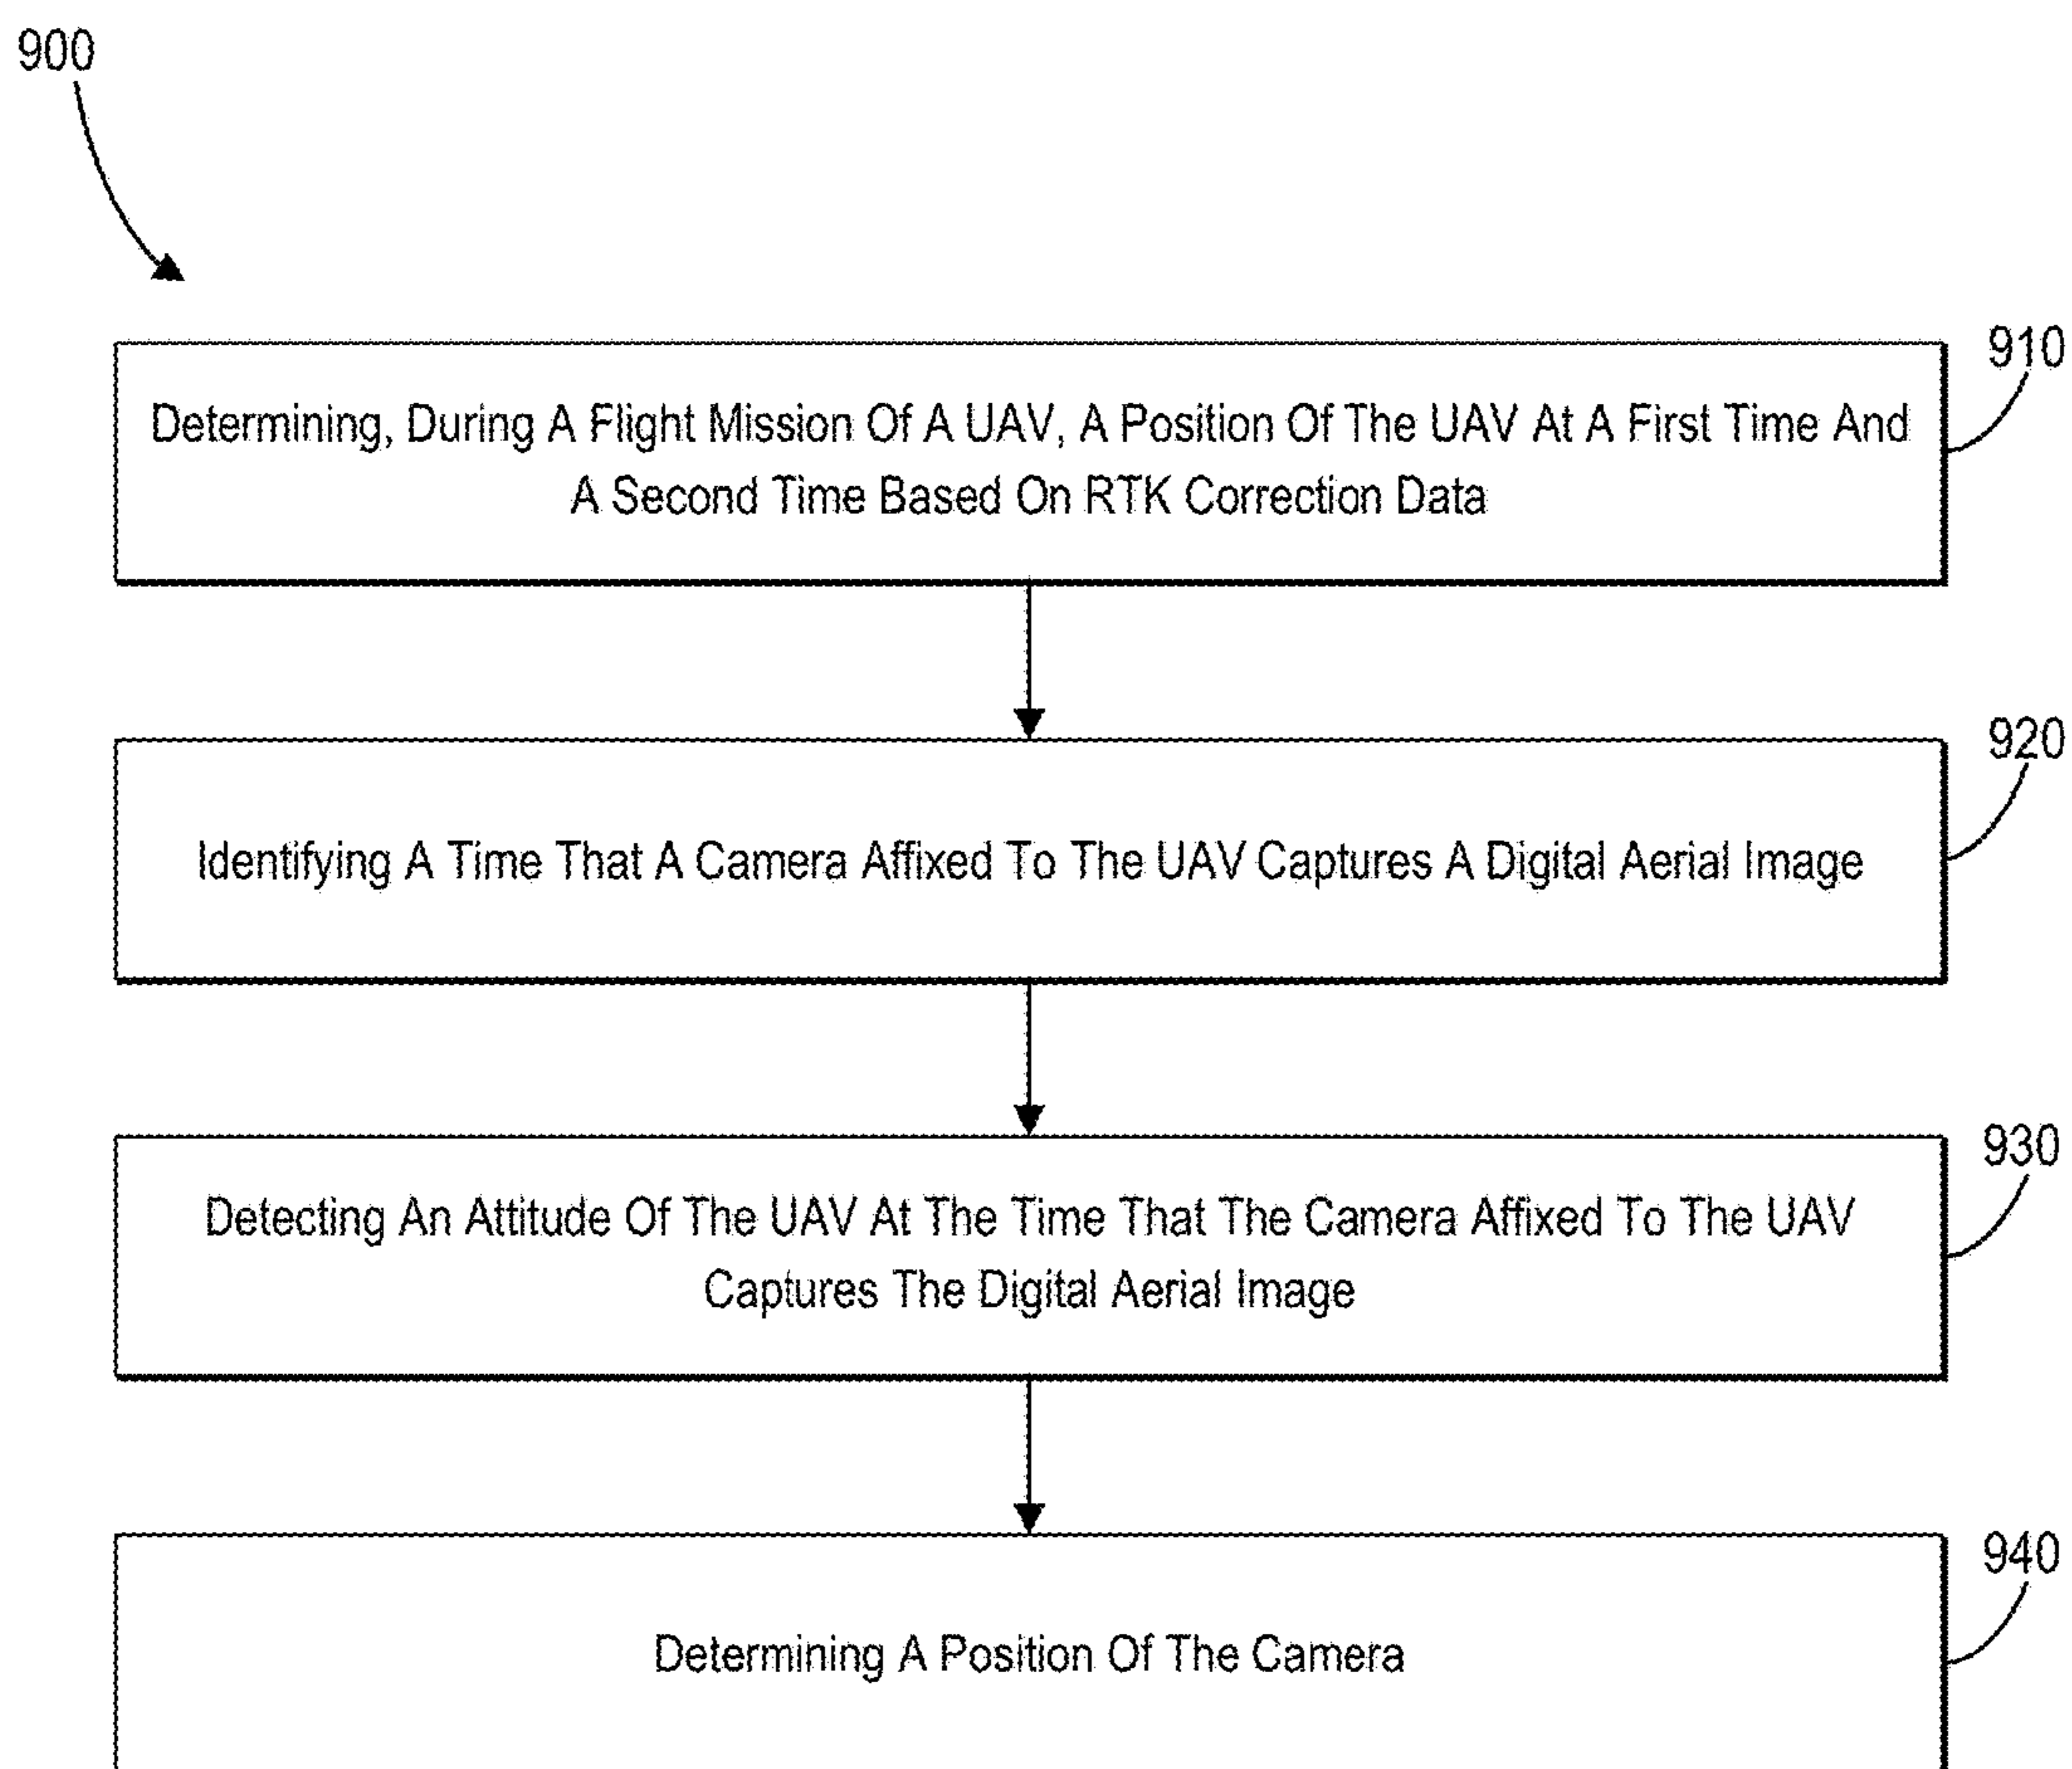 900
910
Determining, During A Flight Mission Of A UAV, A Position Of The UAV At A First Time And
A Second Time Based On RTK Correction Data
920
Identifying A Time That A Camera Affixed To The UAV Captures A Digital Aerial Image
930
Detecting An Attitude Of The UAV At The Time That The Camera Affixed To The UAV
Captures The Digital Aerial Image
940
Determining A Position Of The Camera